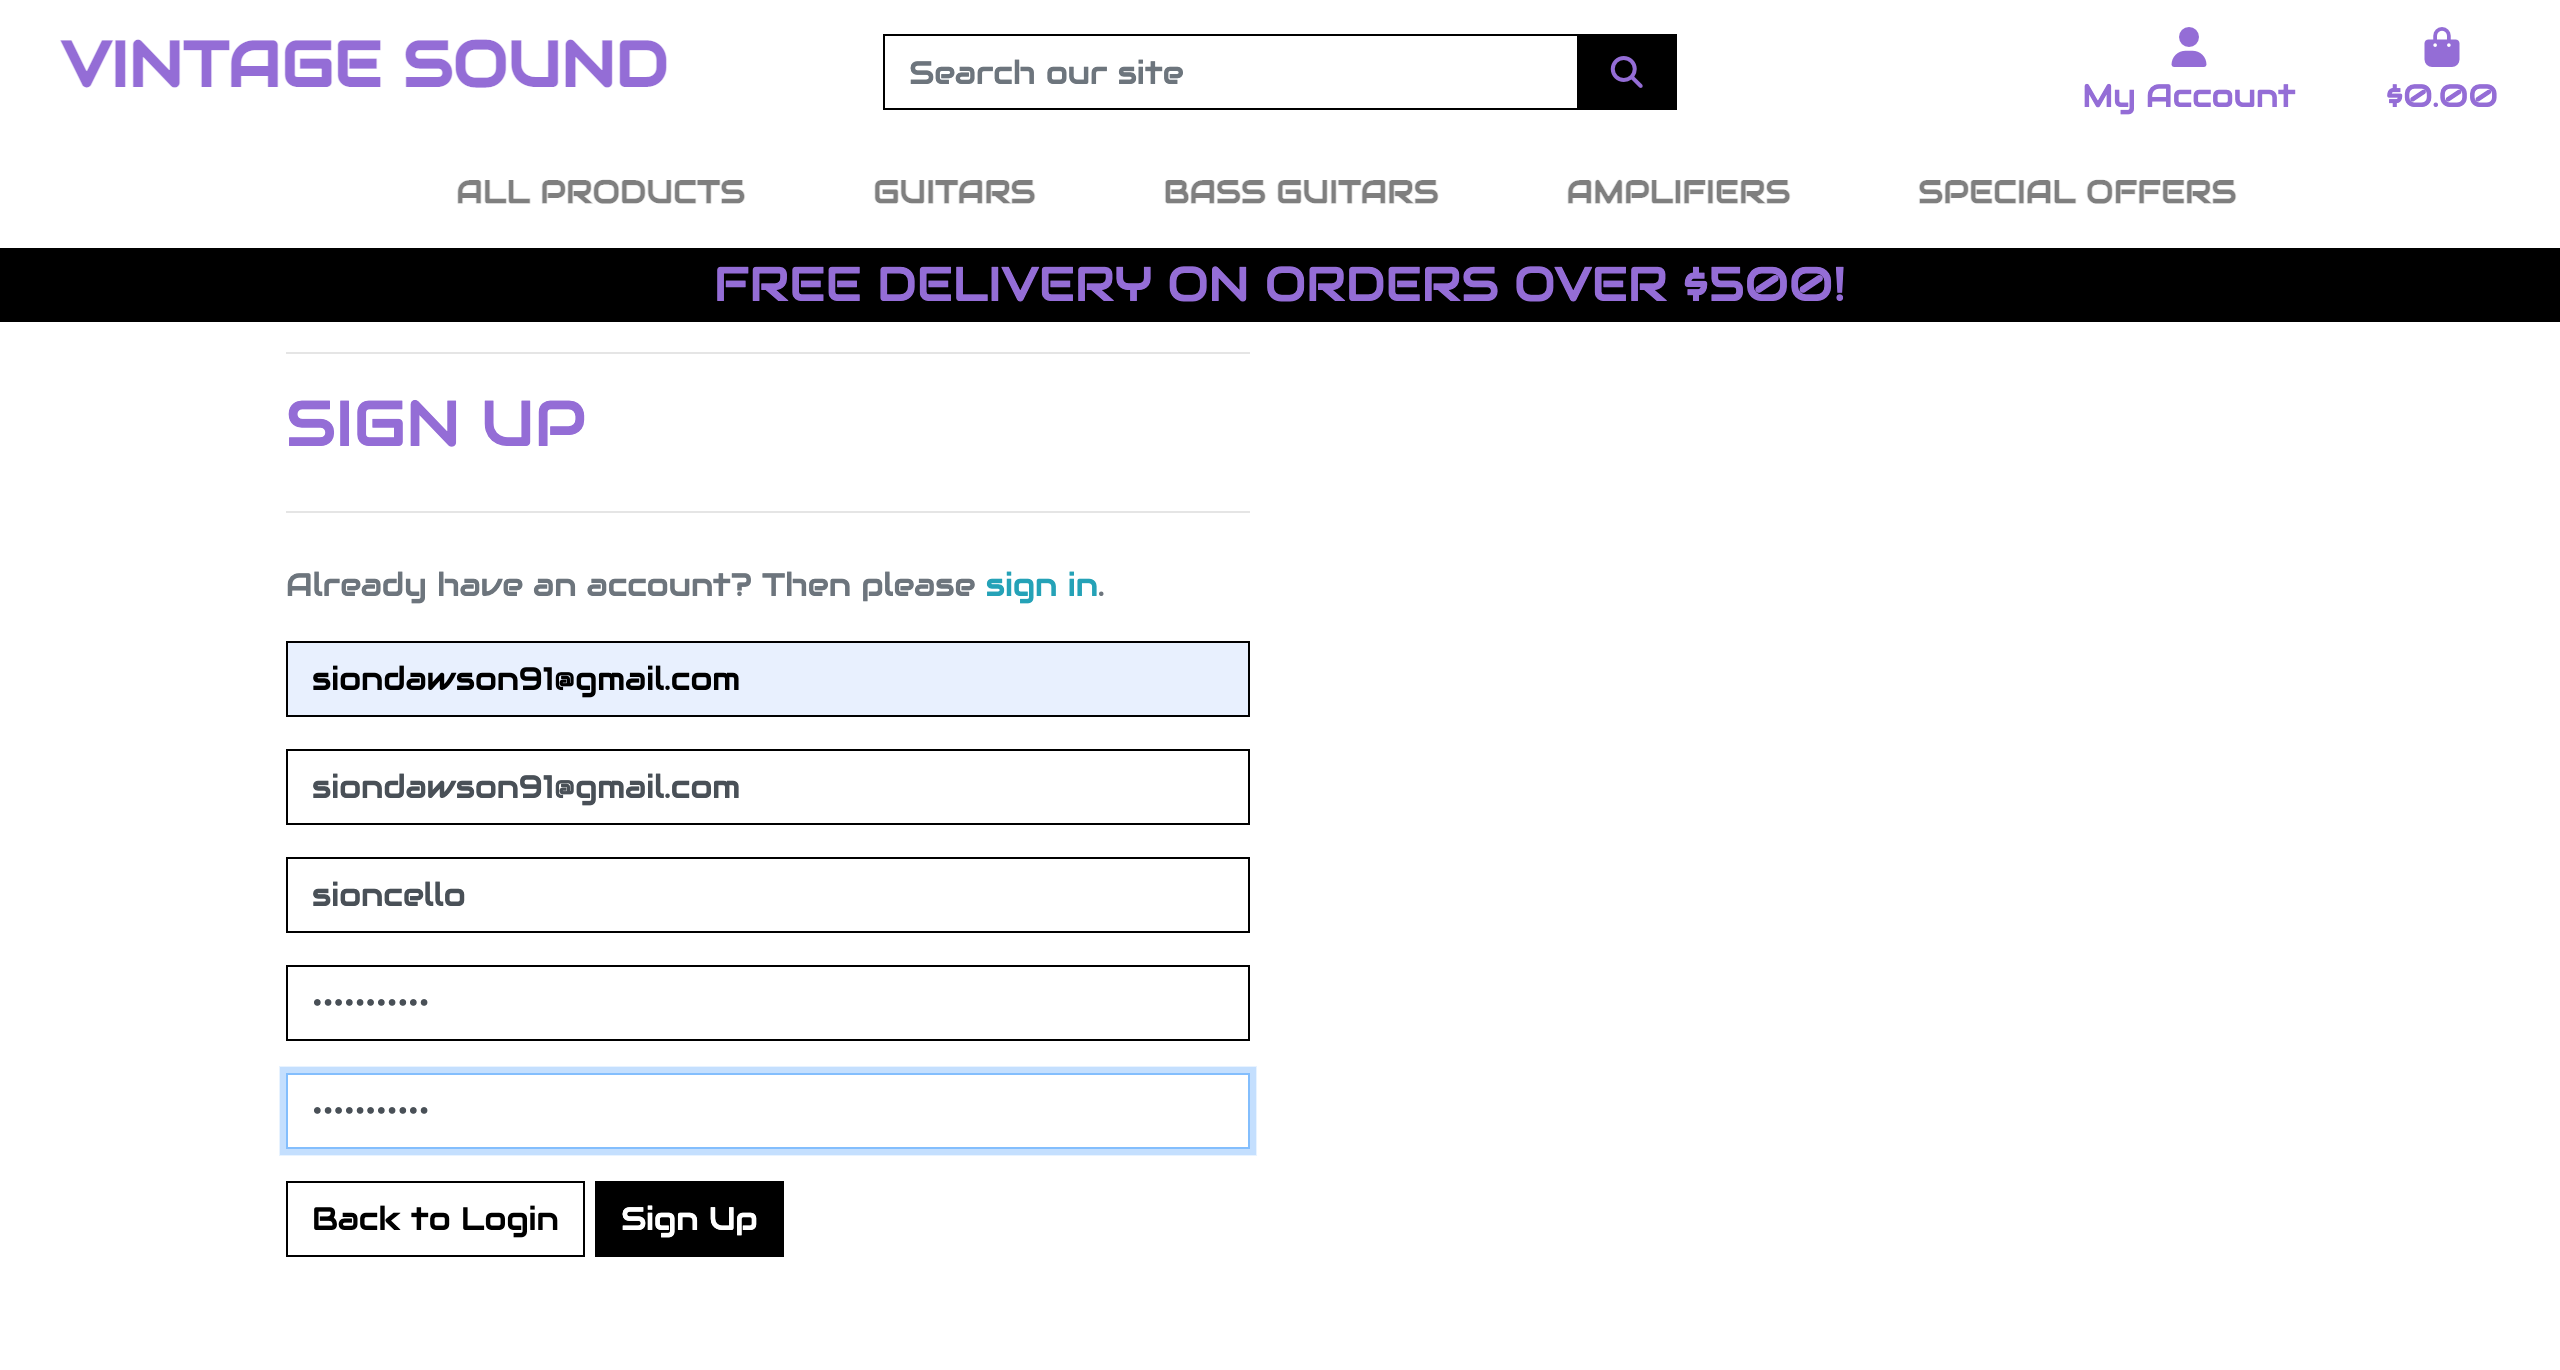 VINTAGE SOUND
Search our site
My Account
$0.00
ALL PRODUCTS
GUITARS
BASS GUITARS
AMPLIFIERS
SPECIAL OFFERS
FREE DELIVERY ON ORDERS OVER $500!
SIGN UP
Already have an account? Then please sign in.
siondawson91@gmail.com
siondawson91@gmail.com
sioncello
•••••••••••
•••••••••••
Back to Login
Sign Up